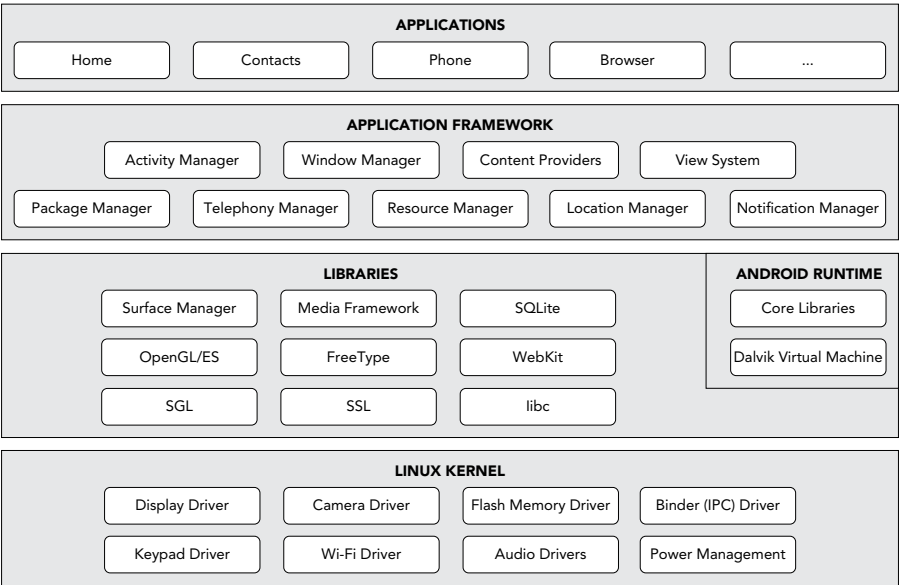 APPLICATIONS
Home Contacts Phone Browser ...
APPLICATION FRAMEWORK
Activity Manager Window Manager Content Providers View System
Package Manager Telephony Manager Resource Manager Location Manager Notification Manager
LIBRARIES
Surface Manager Media Framework SQLite
OpenGL/ES FreeType WebKit
SGL SSL libc
ANDROID RUNTIME
Core Libraries
Dalvik Virtual Machine
LINUX KERNEL
Display Driver Camera Driver Flash Memory Driver Binder (IPC) Driver
Keypad Driver Wi-Fi Driver Audio Drivers Power Management